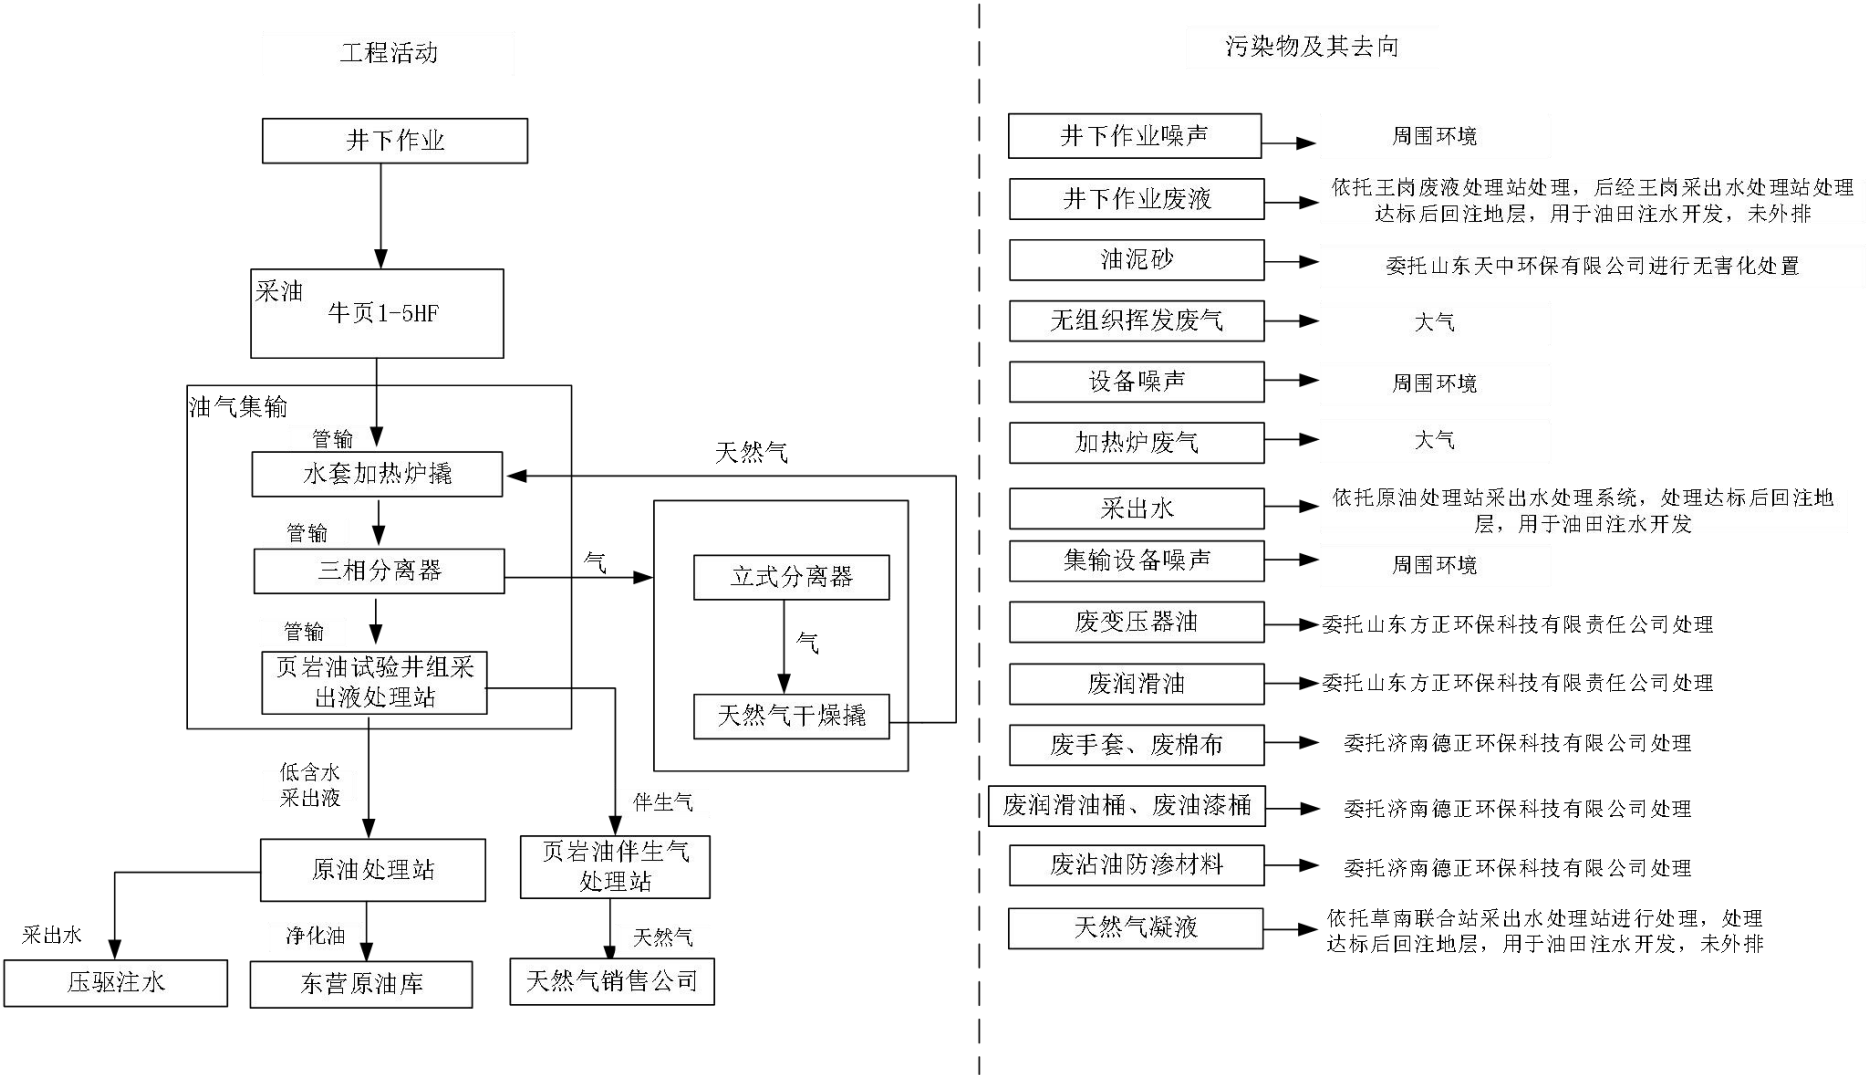 工程活动
井下作业
采油
牛页1-5HF
油气集输
管输
水套加热炉撬
天然气
管输
三相分离器
气
立式分离器
气
管输
页岩油试验井组采
出液处理站
天然气干燥撬
低含水
采出液
伴生气
原油处理站
页岩油伴生气
处理站
采出水
净化油
天然气
压驱注水
东营原油库
天然气销售公司
污染物及其去向
井下作业噪声
周围环境
井下作业废液
依托王岗废液处理站处理，后经王岗采出水处理站处理
达标后回注地层，用于油田注水开发，未外排
油泥砂
委托山东天中环保有限公司进行无害化处置
无组织挥发废气
大气
设备噪声
周围环境
加热炉废气
大气
采出水
依托原油处理站采出水处理系统，处理达标后回注地
层，用于油田注水开发
集输设备噪声
周围环境
废变压器油
委托山东方正环保科技有限责任公司处理
废润滑油
委托山东方正环保科技有限责任公司处理
废手套、废棉布
委托济南德正环保科技有限公司处理
废润滑油桶、废油漆桶
委托济南德正环保科技有限公司处理
废沾油防渗材料
委托济南德正环保科技有限公司处理
天然气凝液
依托草南联合站采出水处理站进行处理，处理
达标后回注地层，用于油田注水开发，未外排